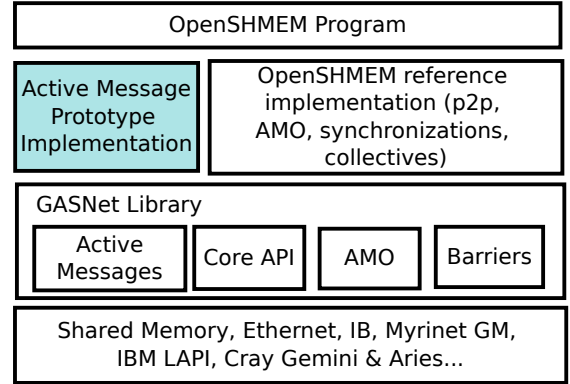 OpenSHMEM Program
Active Message
Prototype
Implementation
OpenSHMEM reference
implementation (p2p,
AMO, synchronizations,
collectives)
GASNet Library
Active
Messages
Core API
AMO
Barriers
Shared Memory, Ethernet, IB, Myrinet GM,
IBM LAPI, Cray Gemini & Aries...